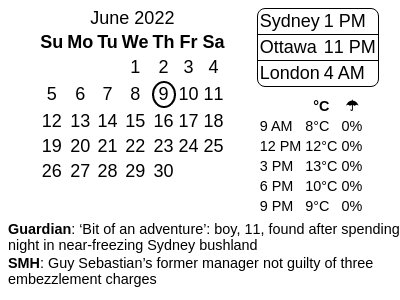 June 2022
Su Mo Tu We Th Fr Sa
1 2 3 4
5 6 7 8 9 10 11
12 13 14 15 16 17 18
19 20 21 22 23 24 25
26 27 28 29 30
Sydney 1 PM
Ottawa 11 PM
London 4 AM
°C ☂
9 AM 8°C 0%
12 PM 12°C 0%
3 PM 13°C 0%
6 PM 10°C 0%
9 PM 9°C 0%
Guardian: ‘Bit of an adventure’: boy, 11, found after spending
night in near-freezing Sydney bushland
SMH: Guy Sebastian’s former manager not guilty of three
embezzlement charges